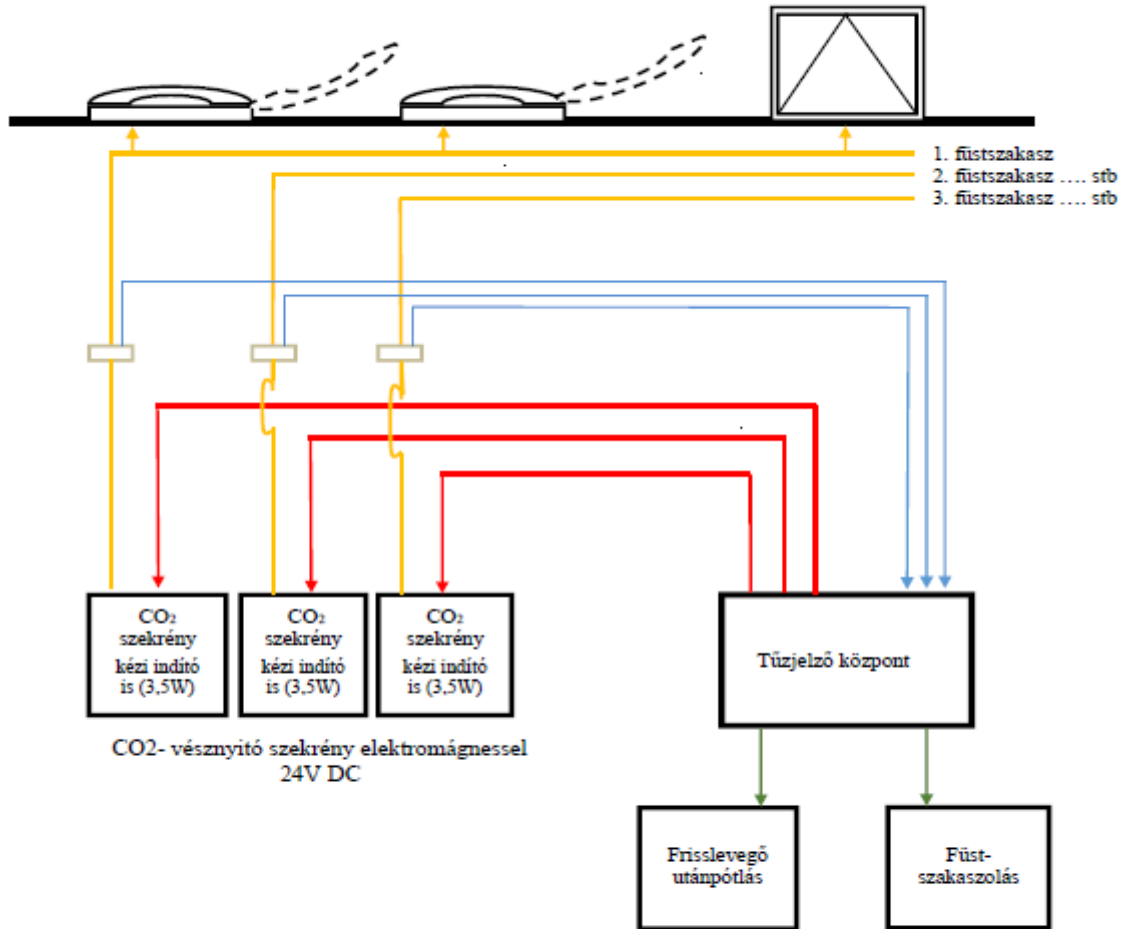 1. füstszakasz
2. füstszakasz …. stb
3. füstszakasz …. stb
CO₂
szekrény
kézi indító
is (3,5W)
CO₂
szekrény
kézi indító
is (3,5W)
CO₂
szekrény
kézi indító
is (3,5W)
Tűzjelző központ
CO2- vésznyitó szekrény elektromágnessel
24V DC
Frisslevegő
utánpótlás
Füst-
szakaszolás